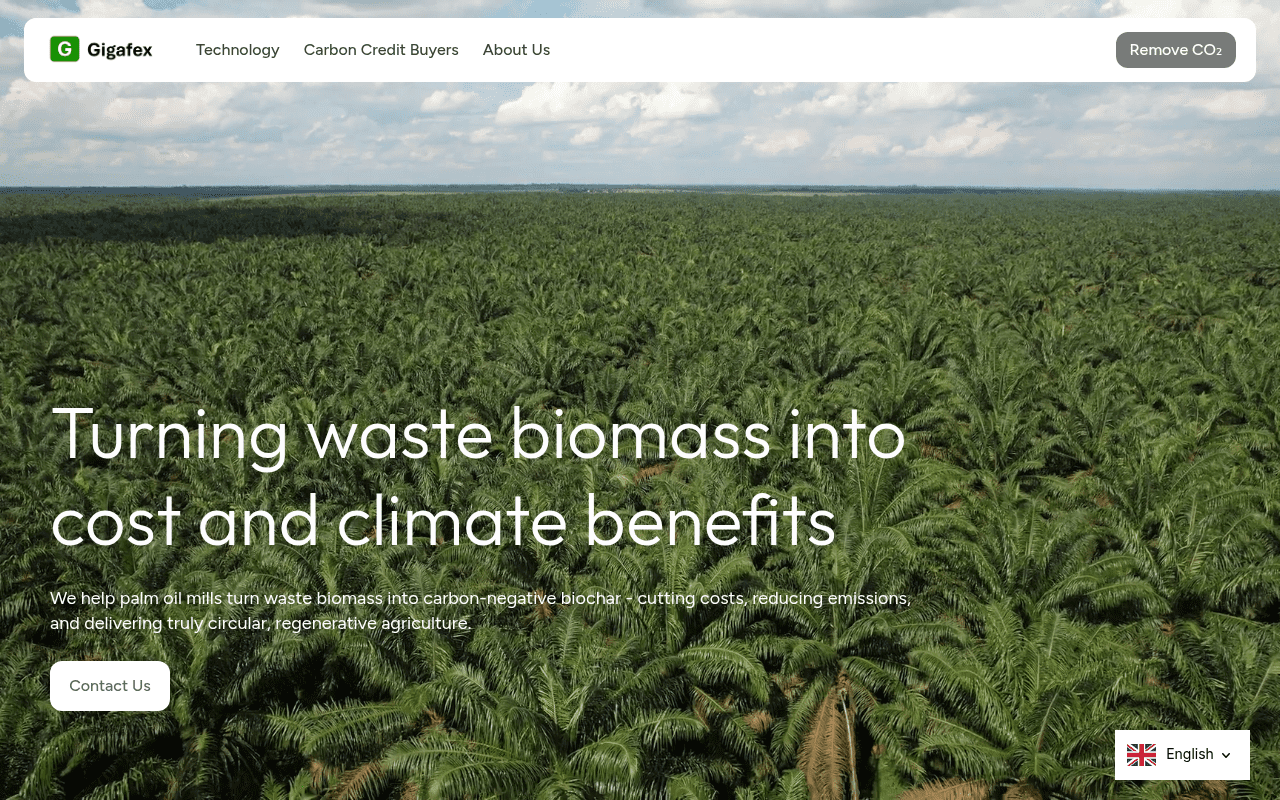 G Gigafex
Technology
Carbon Credit Buyers
About Us
Remove CO₂
Turning waste biomass into
cost and climate benefits
We help palm oil mills turn waste biomass into carbon-negative biochar - cutting costs, reducing emissions,
and delivering truly circular, regenerative agriculture.
Contact Us
English